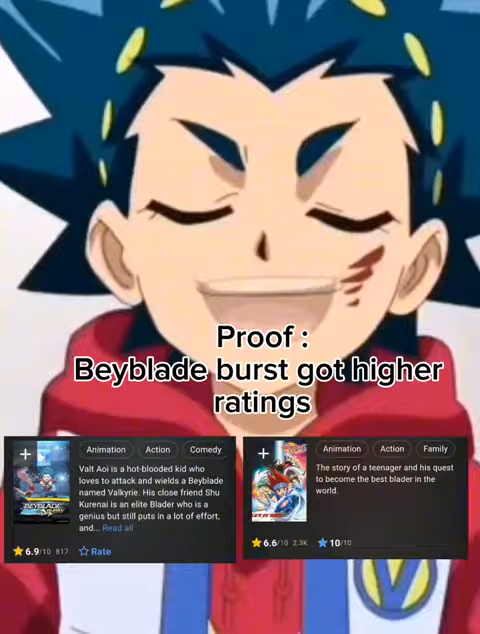 Proof :
Beyblade burst got higher
ratings
Animation Action Comedy
Valt Aoi is a hot-blooded kid who
loves to attack and wields a Beyblade
named Valkyrie. His close friend Shu
Kurenai is an elite Blader who is a
genius but still puts in a lot of effort,
and... Read all
BEYBLADE
6.9/10 817 Rate
Animation Action Family
The story of a teenager and his quest
to become the best blader in the
world.
LET IT RIP
6.6/10 2.3K 10/10
V